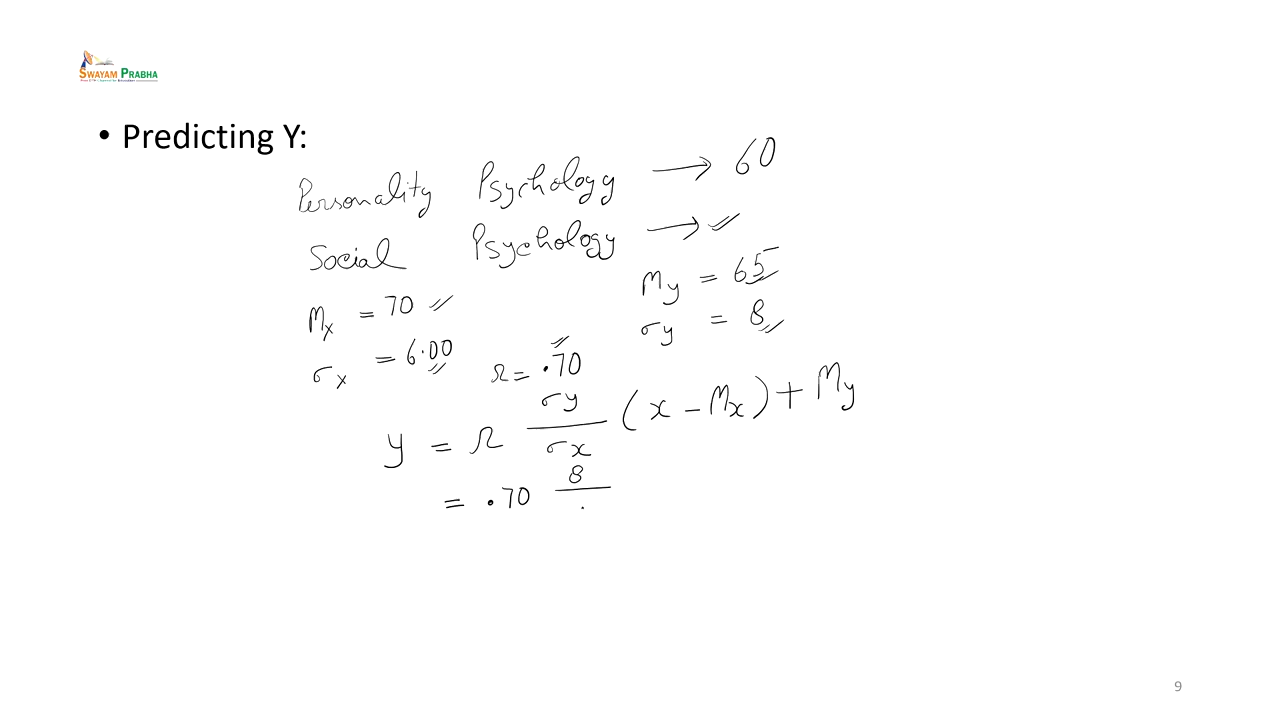 SWAYAM PRABHA
• Predicting Y:
Personality Psychology → 60
Social Psychology →
My = 65
Mx = 70
σy = 8
σx = 6.00
r = .70
y = r σy/σx (x - Mx) + My
= .70 8/
9